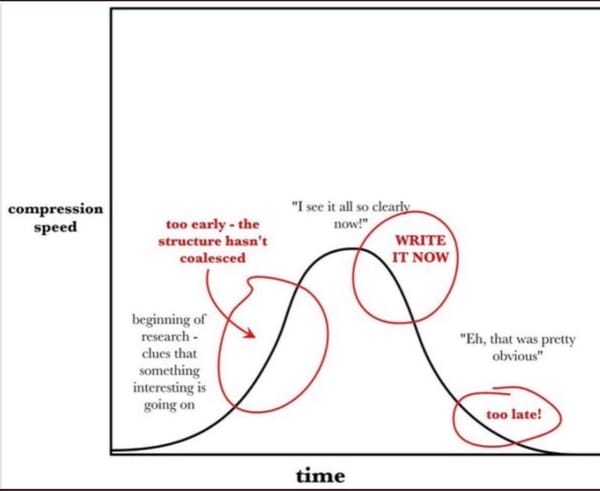 compression
speed
too early - the
structure hasn't
coalesced
"I see it all so clearly
now!"
WRITE
IT NOW
beginning of
research -
clues that
something
interesting is
going on
"Eh, that was pretty
obvious"
too late!
time